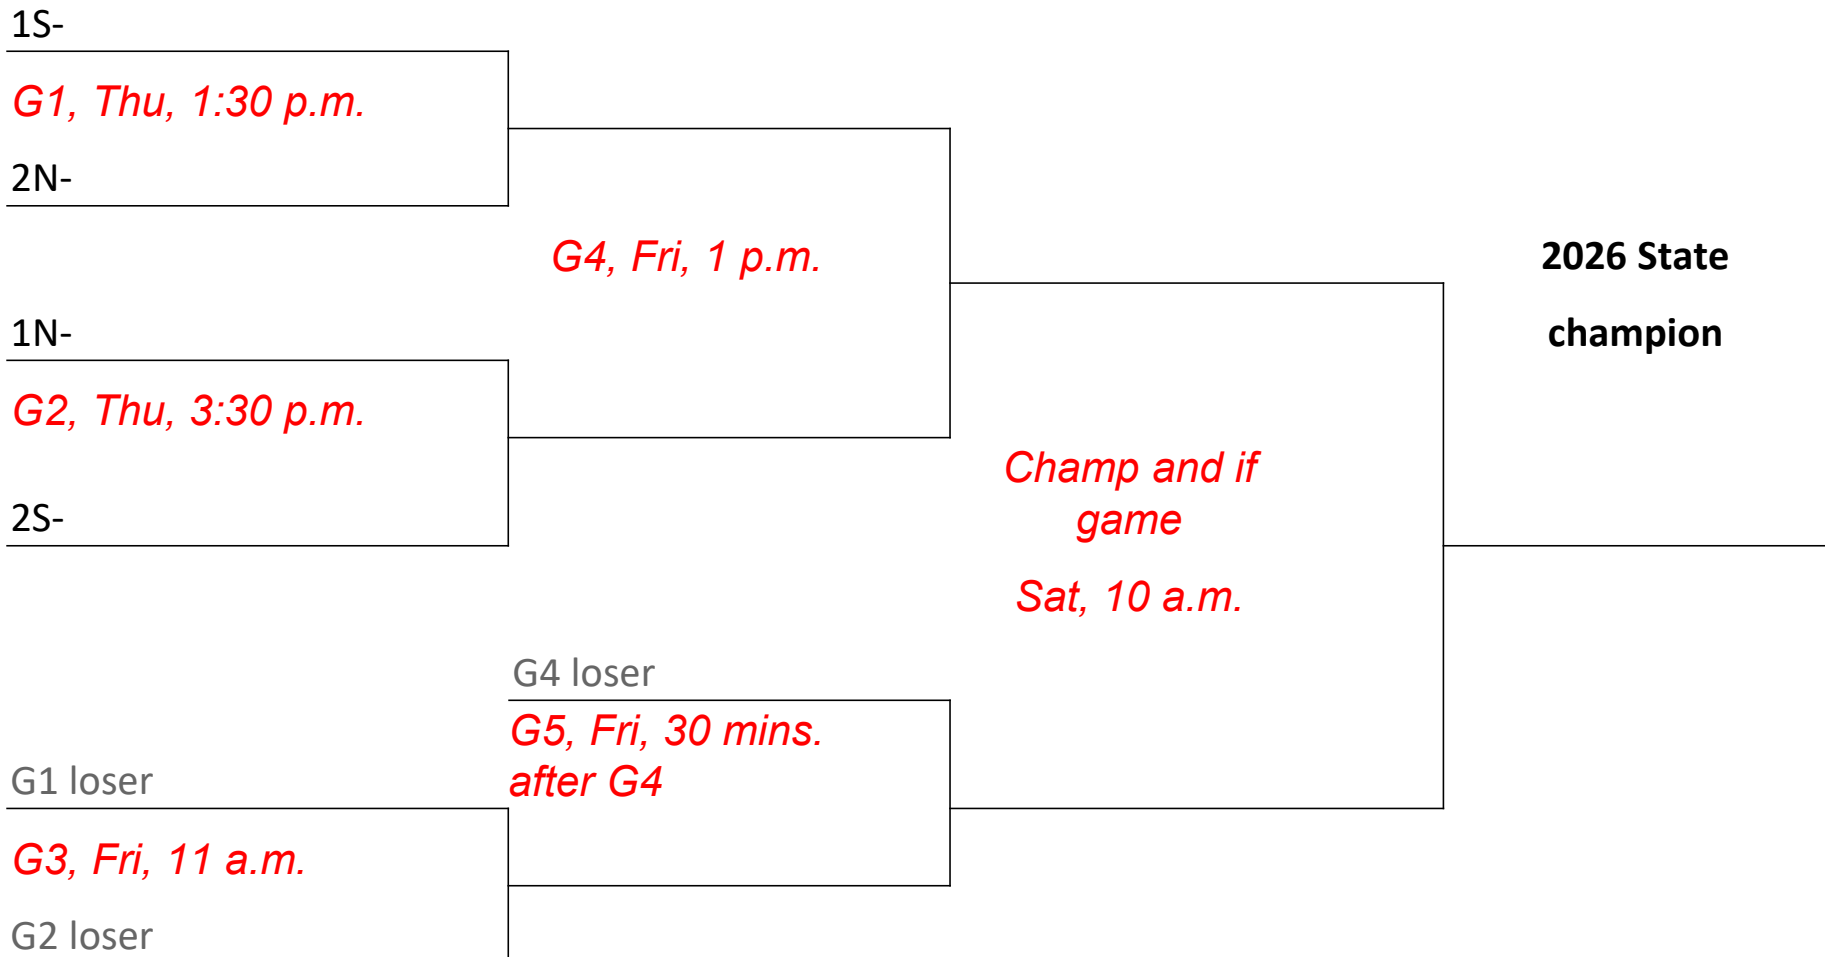 1S-
G1, Thu, 1:30 p.m.
2N-
G4, Fri, 1 p.m.
2026 State
champion
1N-
G2, Thu, 3:30 p.m.
2S-
Champ and if
game
Sat, 10 a.m.
G4 loser
G5, Fri, 30 mins.
after G4
G1 loser
G3, Fri, 11 a.m.
G2 loser